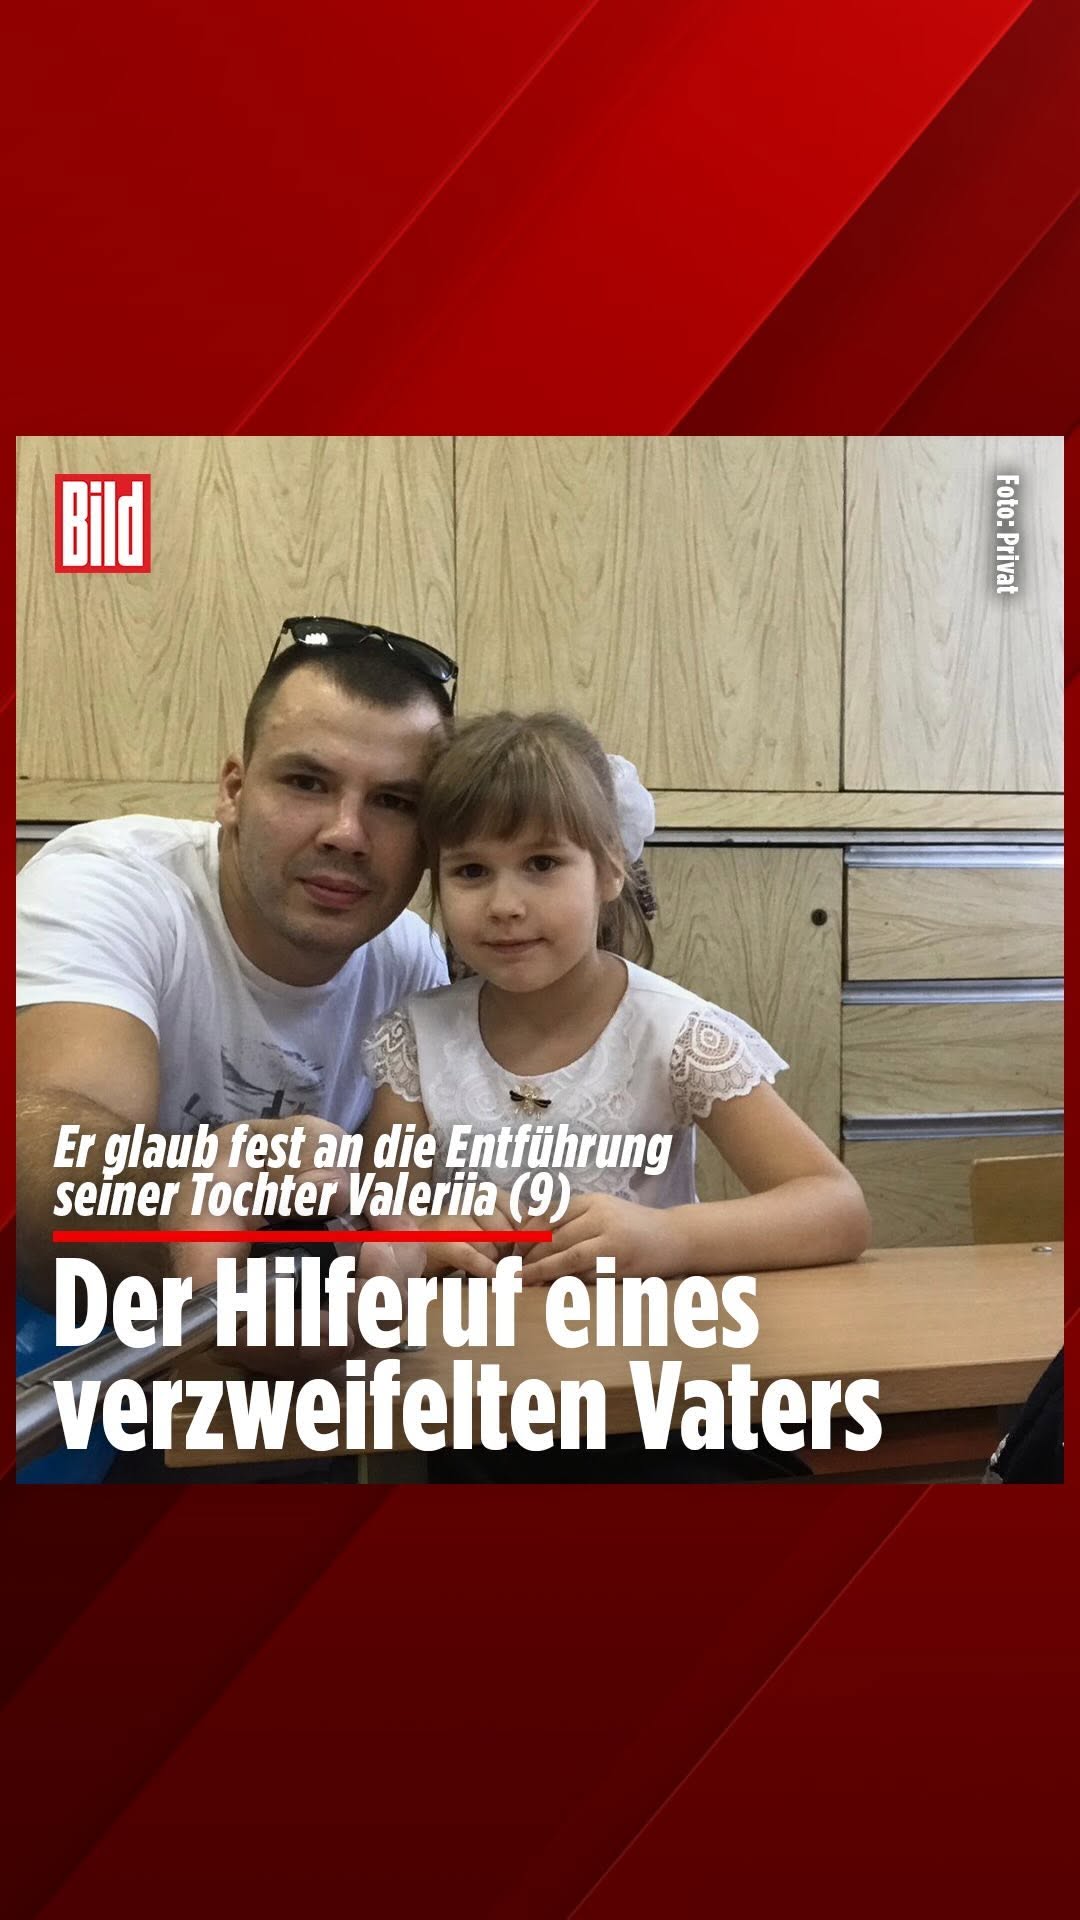 Bild
Foto: Privat
Er glaub fest an die Entführung
seiner Tochter Valeriia (9)
Der Hilferuf eines
verzweifelten Vaters